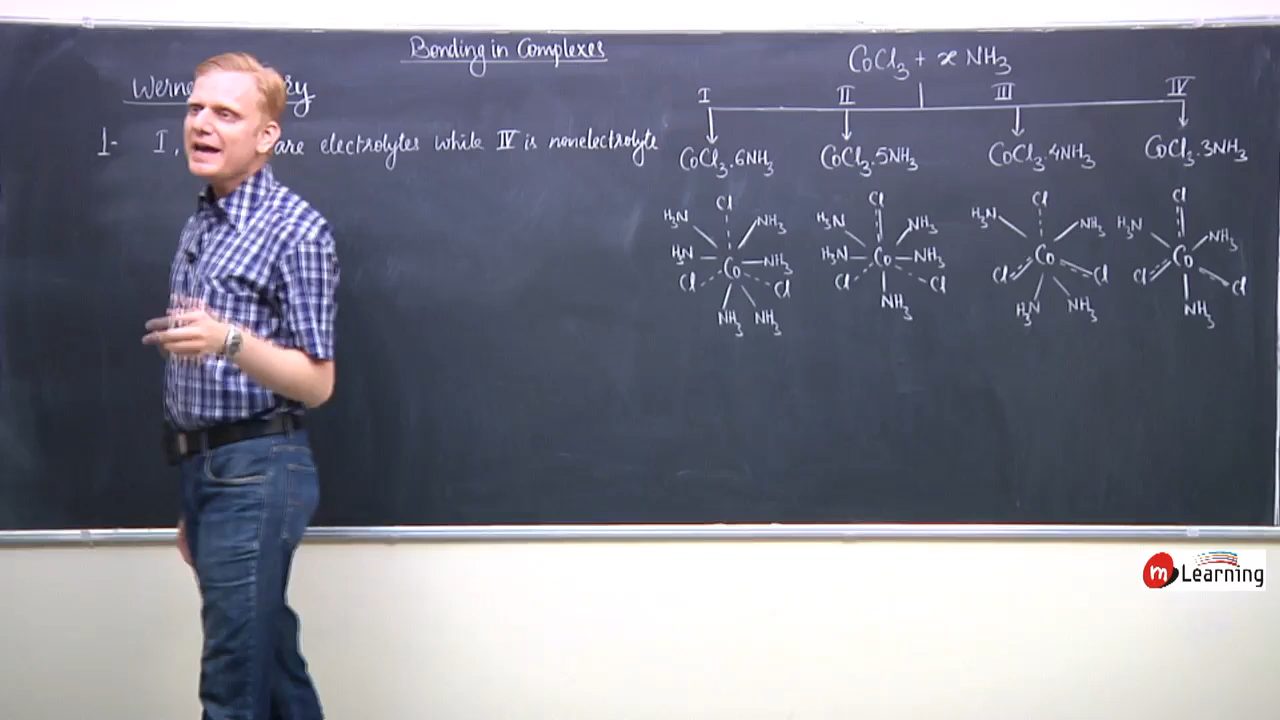 Bonding in Complexes
Werne ry
1- I, are electrolytes while IV is nonelectrolyte
CoCl₃ + x NH₃
I II III IV
CoCl₃.6NH₃ CoCl₃.5NH₃ CoCl₃.4NH₃ CoCl₃.3NH₃
Cl Cl Cl Cl
H₃N NH₃ H₃N NH₃ H₃N NH₃ H₃N NH₃
H₃N Co NH₃ H₃N Co NH₃ Co Co
Cl Cl Cl Cl Cl Cl Cl Cl
NH₃ NH₃ NH₃ H₃N NH₃ NH₃
m Learning